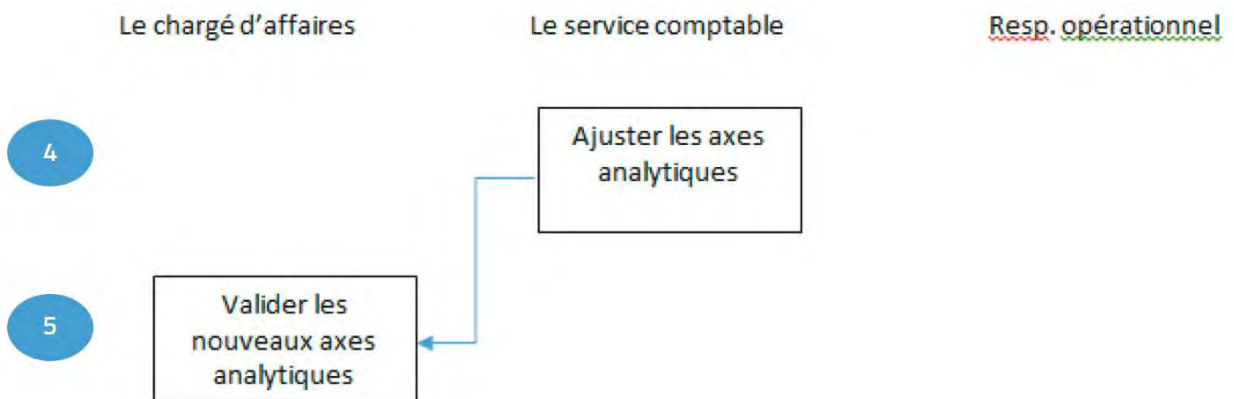 Le chargé d’affaires
Le service comptable
Resp. opérationnel
4
Ajuster les axes
analytiques
5
Valider les
nouveaux axes
analytiques